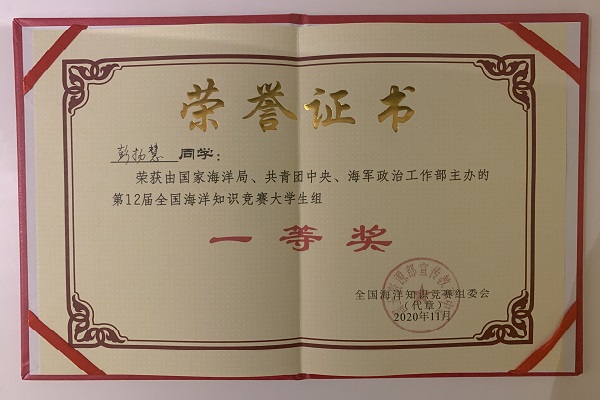 荣誉证书
彭扬慧 同学：
荣获由国家海洋局、共青团中央、海军政治工作部主办的
第12届全国海洋知识竞赛大学生组
一等奖
全国海洋知识竞赛组委会
（代章）
2020年11月